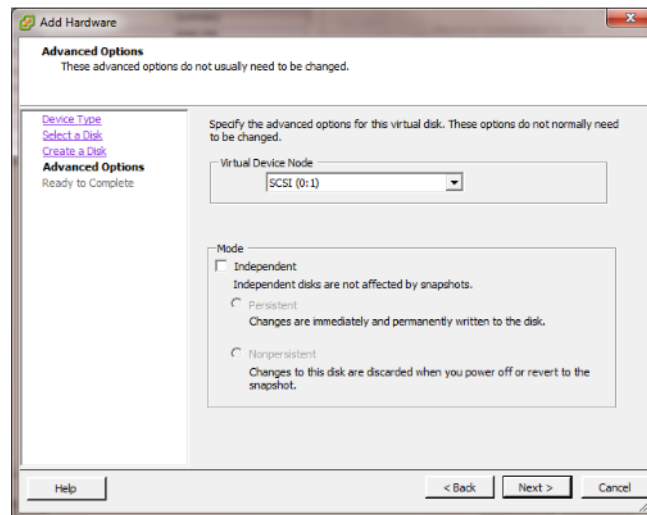 Add Hardware
Advanced Options
These advanced options do not usually need to be changed.
Device Type
Select a Disk
Create a Disk
Advanced Options
Ready to Complete
Specify the advanced options for this virtual disk. These options do not normally need
to be changed.
Virtual Device Node
SCSI (0:1)
Mode
Independent
Independent disks are not affected by snapshots.
Persistent
Changes are immediately and permanently written to the disk.
Nonpersistent
Changes to this disk are discarded when you power off or revert to the
snapshot.
Help
< Back
Next >
Cancel